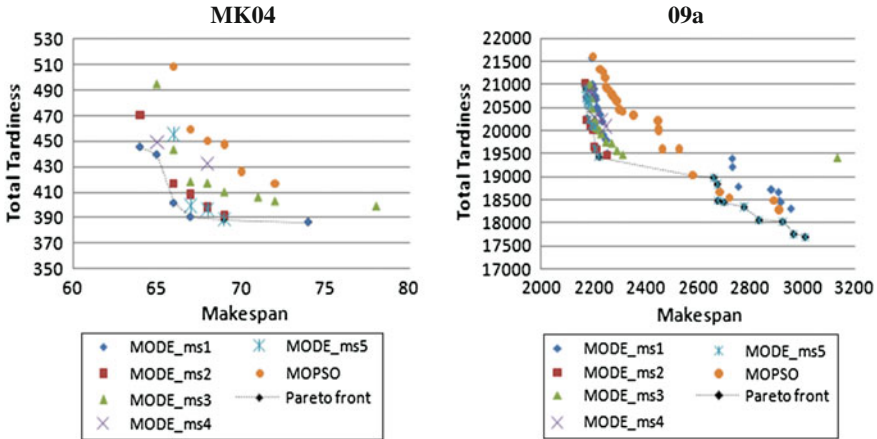 MK04
530
510
490
470
450
430
410
390
370
350
Total Tardiness
60 65 70 75 80
Makespan
MODE_ms1
MODE_ms2
MODE_ms3
MODE_ms4
MODE_ms5
MOPSO
Pareto front
09a
22000
21500
21000
20500
20000
19500
19000
18500
18000
17500
17000
Total Tardiness
2000 2200 2400 2600 2800 3000 3200
Makespan
MODE_ms1
MODE_ms2
MODE_ms3
MODE_ms4
MODE_ms5
MOPSO
Pareto front